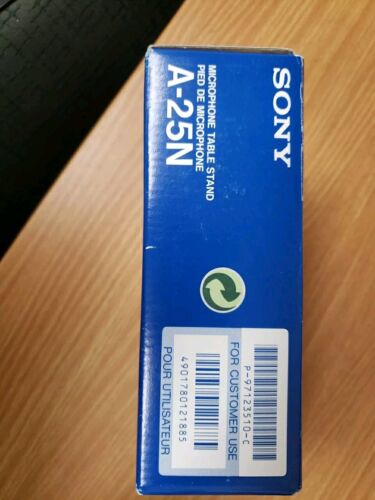 SONY
MICROPHONE TABLE STAND
PIED DE MICROPHONE
A-25N
P-97123510-C
FOR CUSTOMER USE
4901780121885
POUR UTILISATEUR